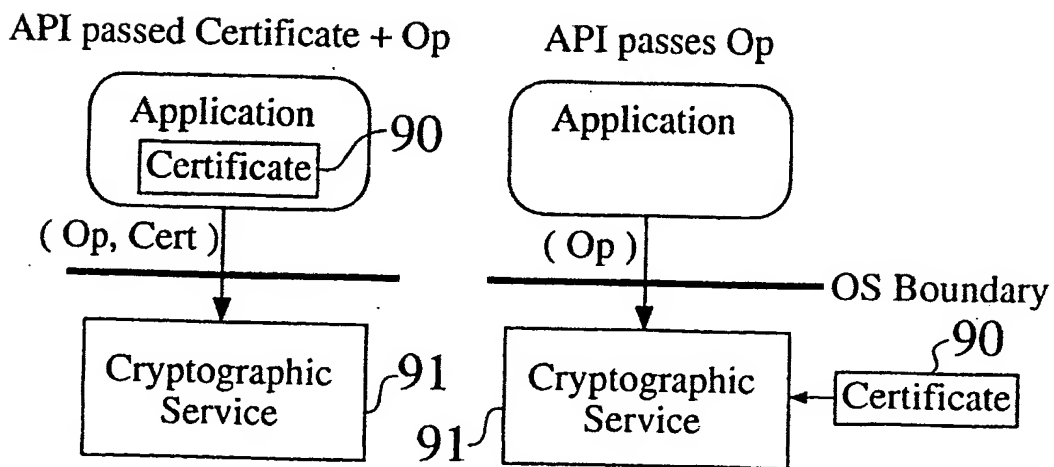 API passed Certificate + Op
Application
Certificate
90
( Op, Cert )
Cryptographic
Service
91
API passes Op
Application
( Op )
OS Boundary
Cryptographic
Service
91
90
Certificate